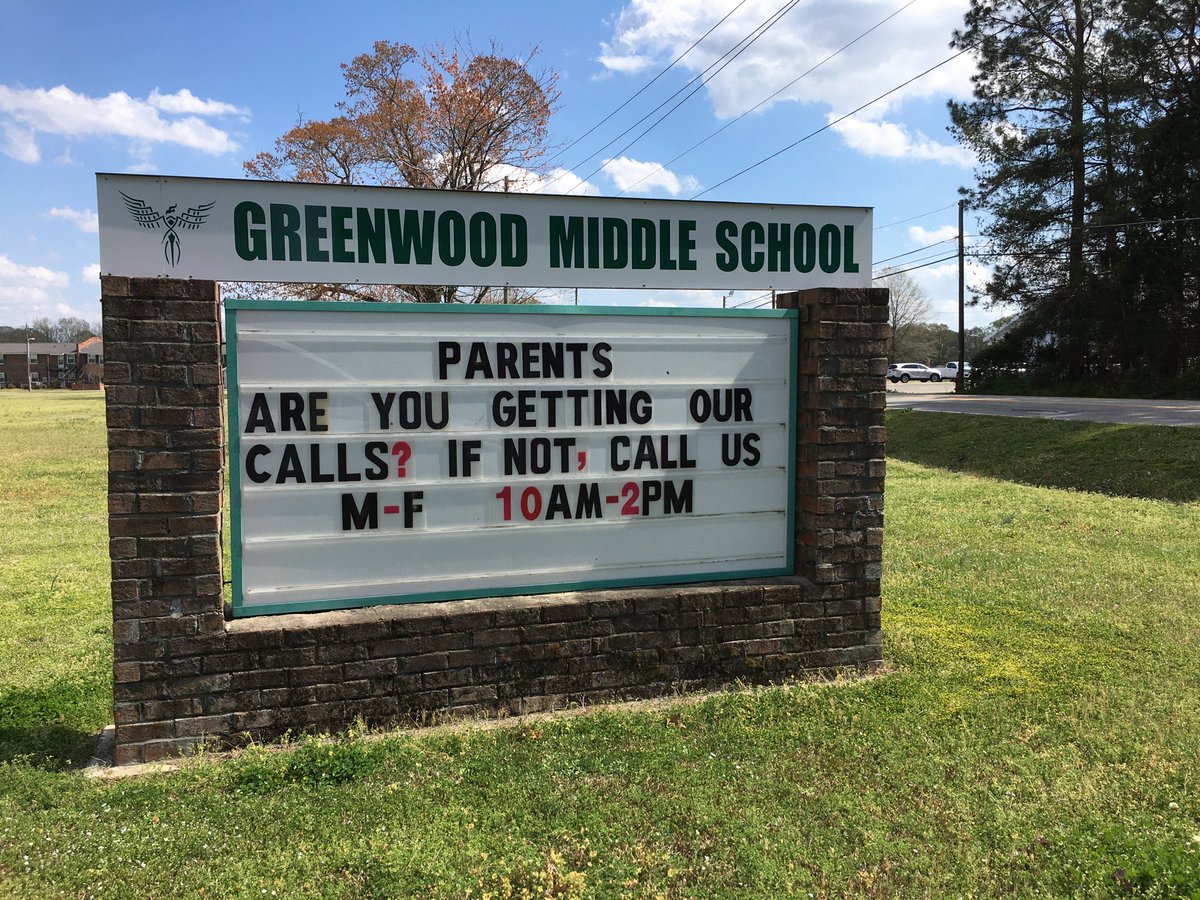 GREENWOOD MIDDLE SCHOOL
PARENTS
ARE YOU GETTING OUR
CALLS? IF NOT, CALL US
M-F 10AM-2PM